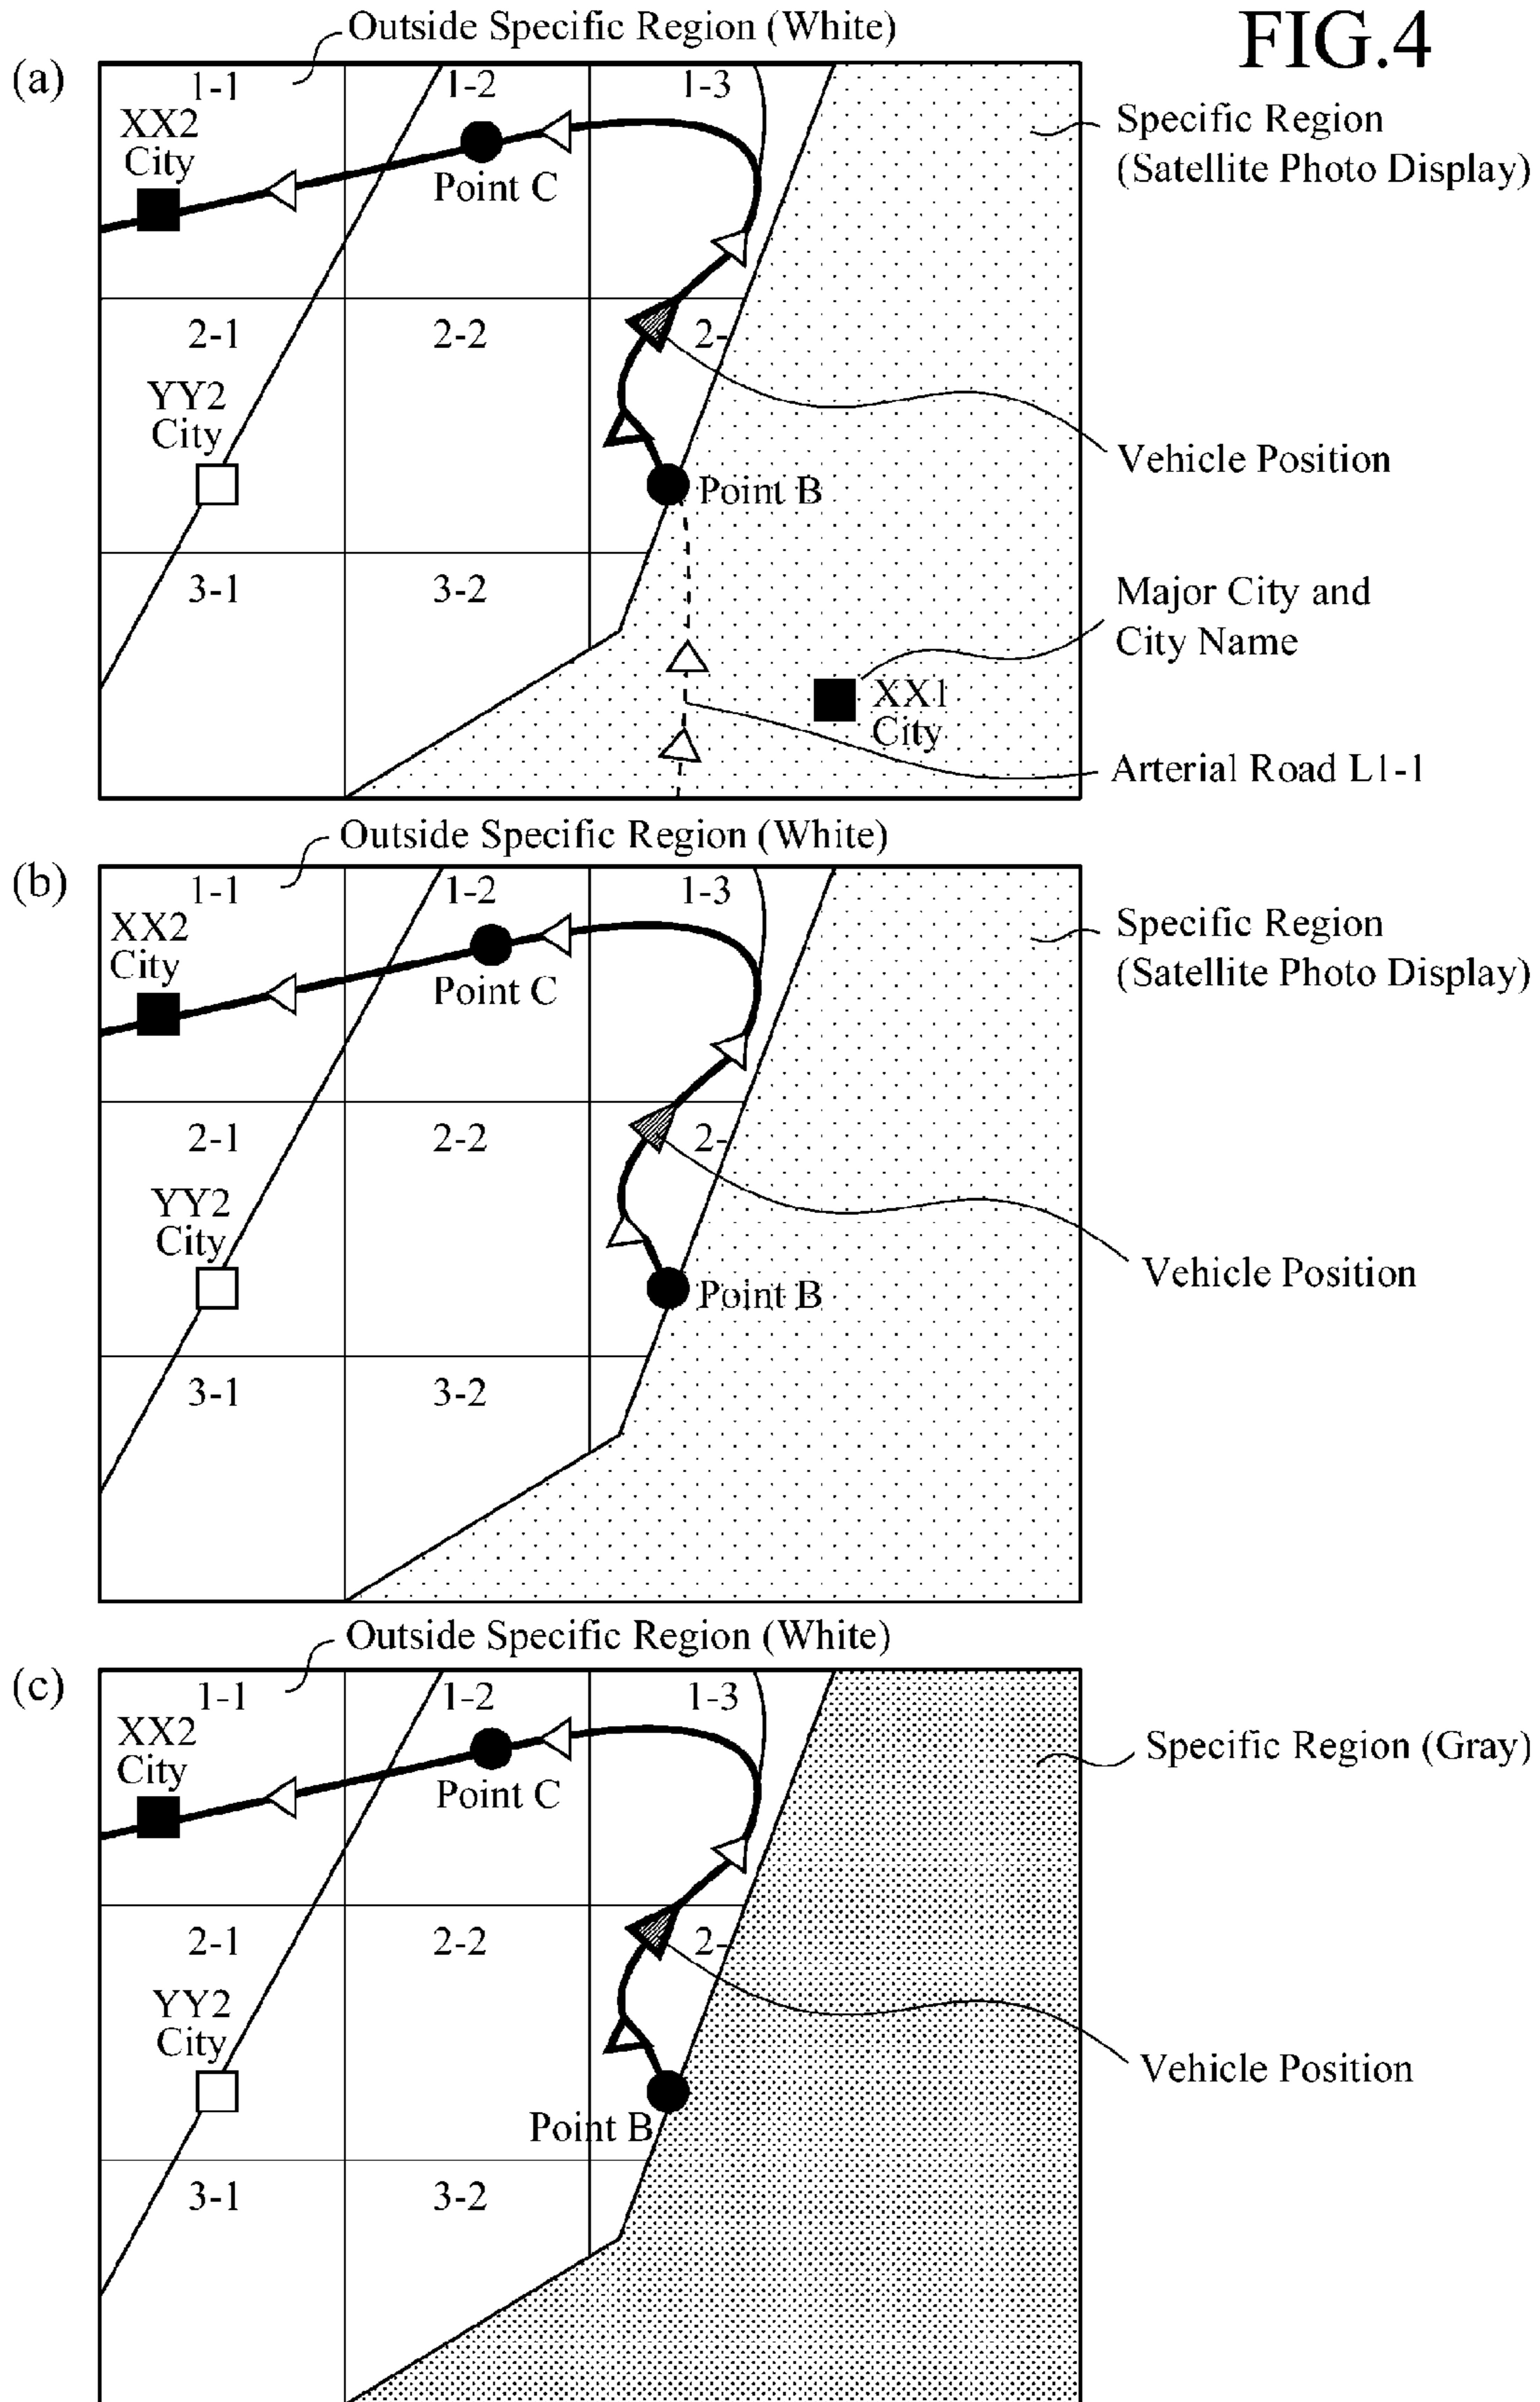 FIG.4
(a)
Outside Specific Region (White)
1-1
1-2
1-3
Specific Region
(Satellite Photo Display)
XX2
City
Point C
2-1
2-2
2-
YY2
City
Vehicle Position
Point B
3-1
3-2
Major City and
City Name
XX1
City
Arterial Road L1-1
(b)
Outside Specific Region (White)
1-1
1-2
1-3
Specific Region
(Satellite Photo Display)
XX2
City
Point C
2-1
2-2
2-
YY2
City
Vehicle Position
Point B
3-1
3-2
(c)
Outside Specific Region (White)
1-1
1-2
1-3
Specific Region (Gray)
XX2
City
Point C
2-1
2-2
2-
YY2
City
Vehicle Position
Point B
3-1
3-2